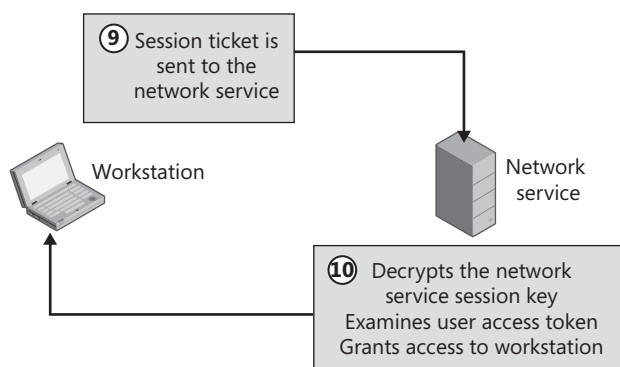 9 Session ticket is
sent to the
network service
Workstation
Network
service
10 Decrypts the network
service session key
Examines user access token
Grants access to workstation